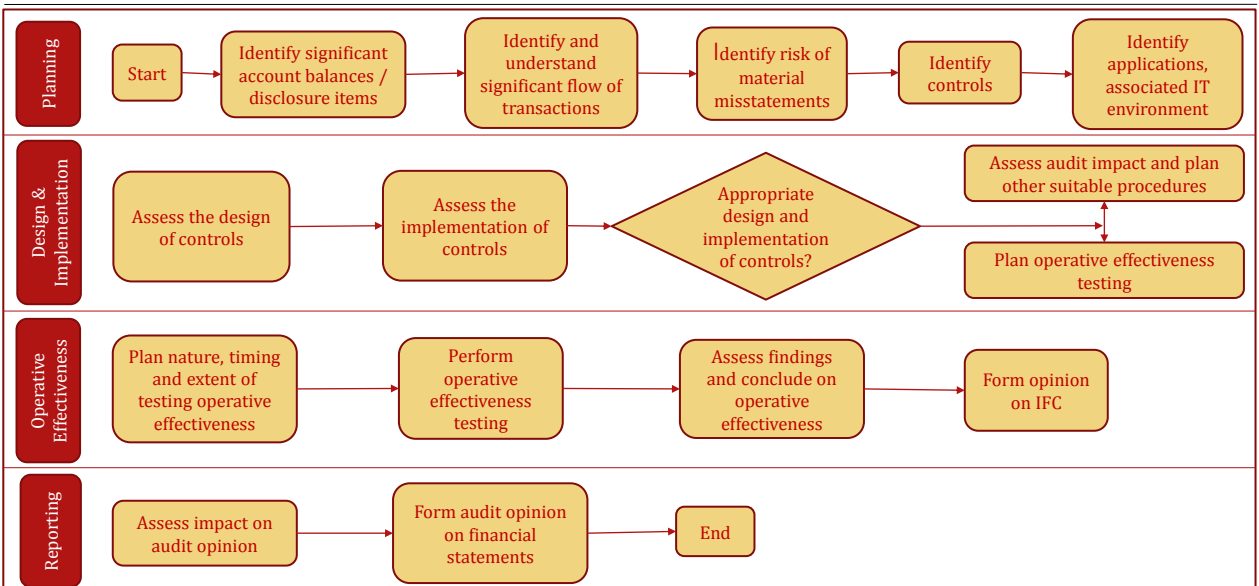 Planning
Start
Identify significant
account balances /
disclosure items
Identify and
understand
significant flow of
transactions
Identify risk of
material
misstatements
Identify
controls
Identify
applications,
associated IT
environment
Design &
Implementation
Assess the design
of controls
Assess the
implementation of
controls
Appropriate
design and
implementation
of controls?
Assess audit impact and plan
other suitable procedures
Plan operative effectiveness
testing
Operative
Effectiveness
Plan nature, timing
and extent of
testing operative
effectiveness
Perform
operative
effectiveness
testing
Assess findings
and conclude on
operative
effectiveness
Form opinion
on IFC
Reporting
Assess impact on
audit opinion
Form audit opinion
on financial
statements
End